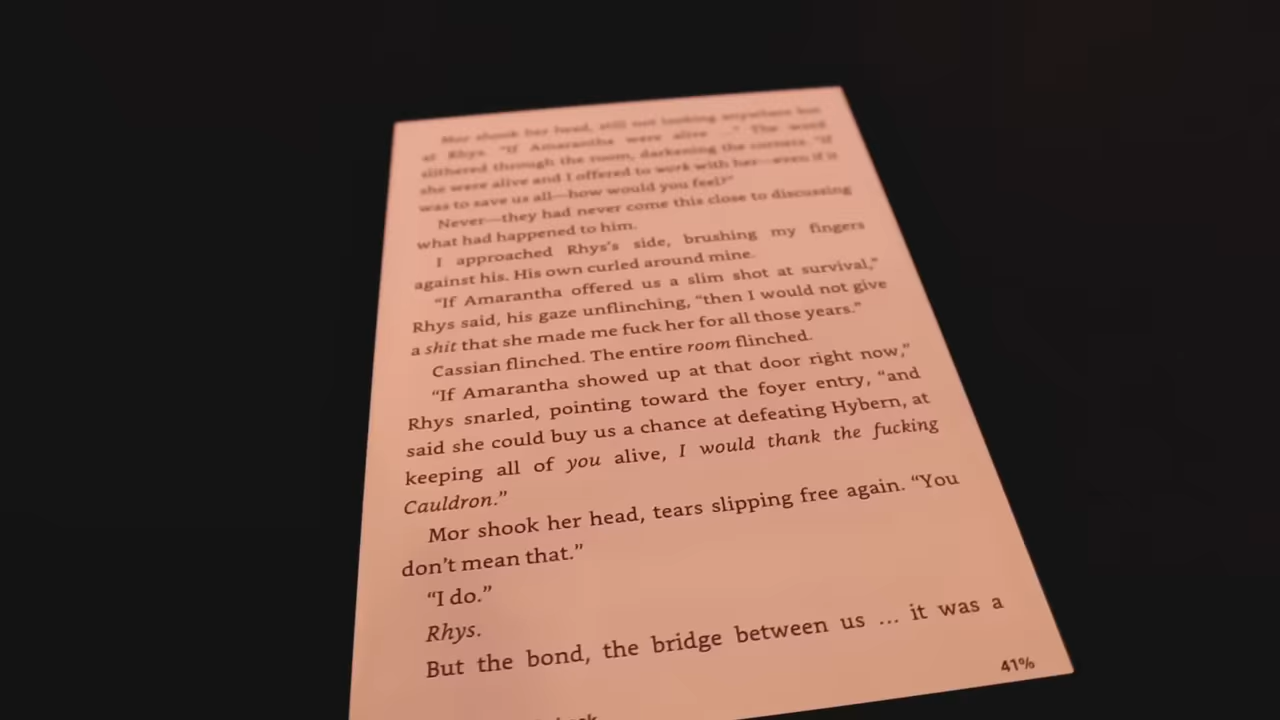 Mor shook her head, still not looking anywhere but
at Rhys. “If Amarantha were alive ...” The word
slithered through the room, darkening the corners. “If
she were alive and I offered to work with her—even if it
was to save us all—how would you feel?”
Never—they had never come this close to discussing
what had happened to him.
I approached Rhys’s side, brushing my fingers
against his. His own curled around mine.
“If Amarantha offered us a slim shot at survival,”
Rhys said, his gaze unflinching, “then I would not give
a shit that she made me fuck her for all those years.”
Cassian flinched. The entire room flinched.
“If Amarantha showed up at that door right now,”
Rhys snarled, pointing toward the foyer entry, “and
said she could buy us a chance at defeating Hybern, at
keeping all of you alive, I would thank the fucking
Cauldron.”
Mor shook her head, tears slipping free again. “You
don’t mean that.”
“I do.”
Rhys.
But the bond, the bridge between us ... it was a
41%